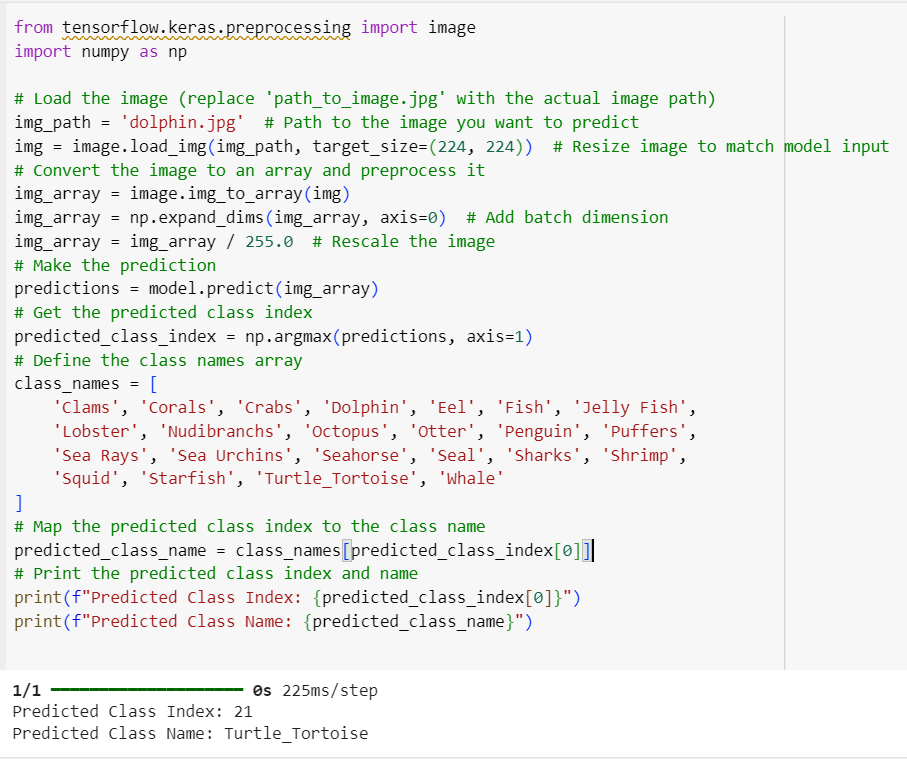 from tensorflow.keras.preprocessing import image
import numpy as np
# Load the image (replace 'path_to_image.jpg' with the actual image path)
img_path = 'dolphin.jpg'  # Path to the image you want to predict
img = image.load_img(img_path, target_size=(224, 224))  # Resize image to match model input
# Convert the image to an array and preprocess it
img_array = image.img_to_array(img)
img_array = np.expand_dims(img_array, axis=0)  # Add batch dimension
img_array = img_array / 255.0  # Rescale the image
# Make the prediction
predictions = model.predict(img_array)
# Get the predicted class index
predicted_class_index = np.argmax(predictions, axis=1)
# Define the class names array
class_names = [
    'Clams', 'Corals', 'Crabs', 'Dolphin', 'Eel', 'Fish', 'Jelly Fish',
    'Lobster', 'Nudibranchs', 'Octopus', 'Otter', 'Penguin', 'Puffers',
    'Sea Rays', 'Sea Urchins', 'Seahorse', 'Seal', 'Sharks', 'Shrimp',
    'Squid', 'Starfish', 'Turtle_Tortoise', 'Whale'
]
# Map the predicted class index to the class name
predicted_class_name = class_names[predicted_class_index[0]]
# Print the predicted class index and name
print(f"Predicted Class Index: {predicted_class_index[0]}")
print(f"Predicted Class Name: {predicted_class_name}")
1/1 0s 225ms/step
Predicted Class Index: 21
Predicted Class Name: Turtle_Tortoise